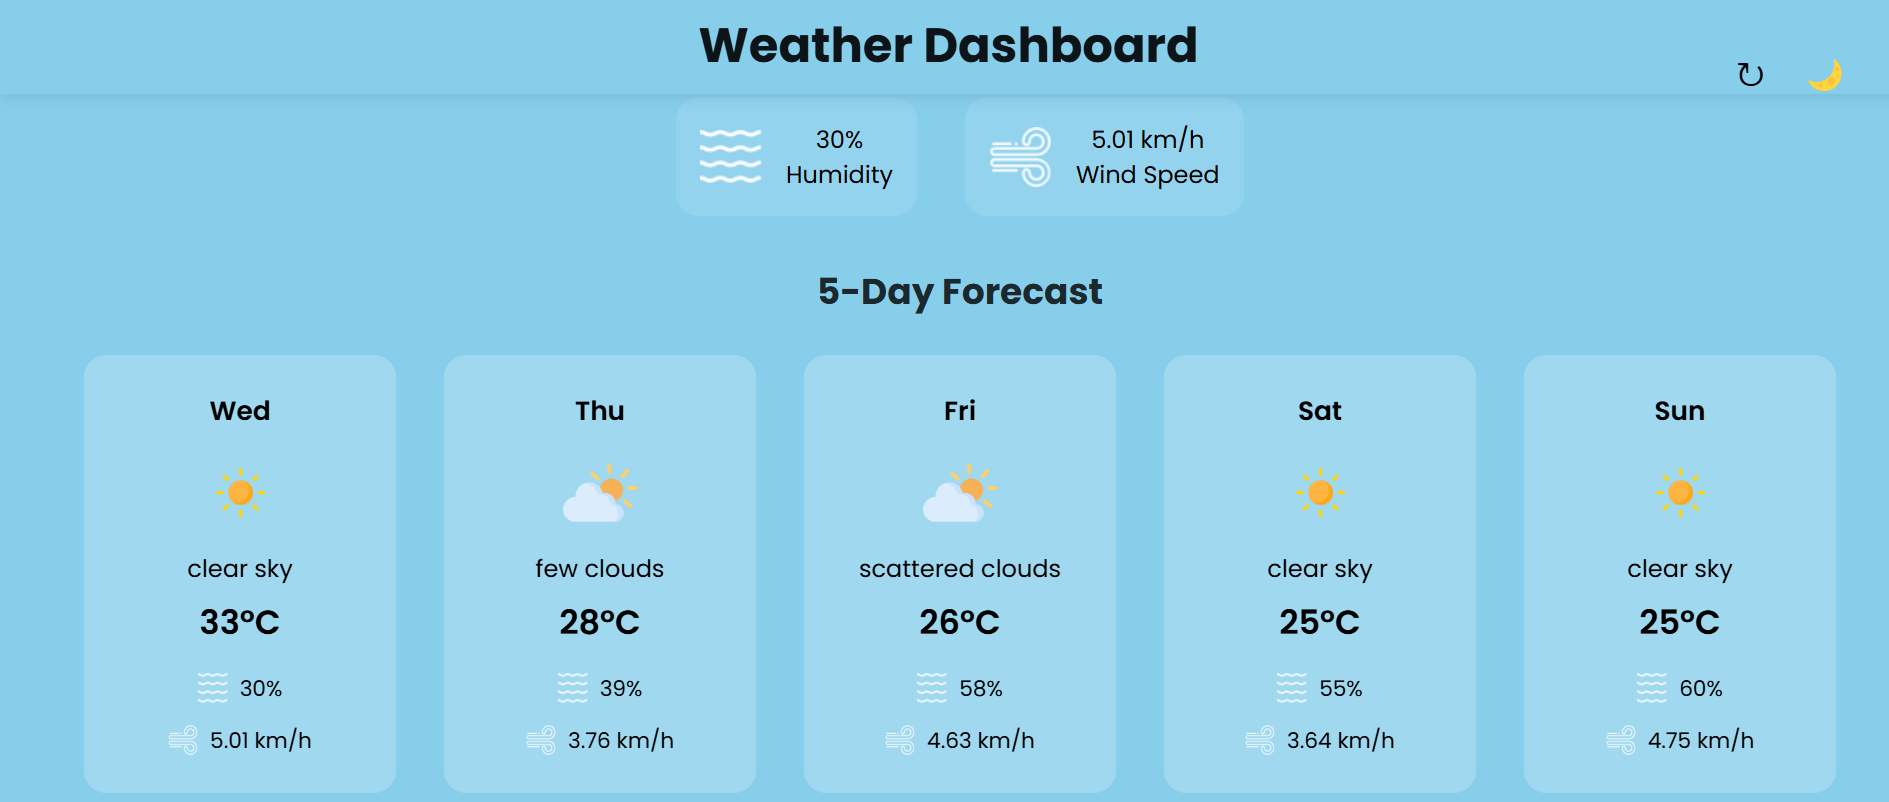 Weather Dashboard
30%
Humidity
5.01 km/h
Wind Speed
5-Day Forecast
Wed
clear sky
33°C
30%
5.01 km/h
Thu
few clouds
28°C
39%
3.76 km/h
Fri
scattered clouds
26°C
58%
4.63 km/h
Sat
clear sky
25°C
55%
3.64 km/h
Sun
clear sky
25°C
60%
4.75 km/h